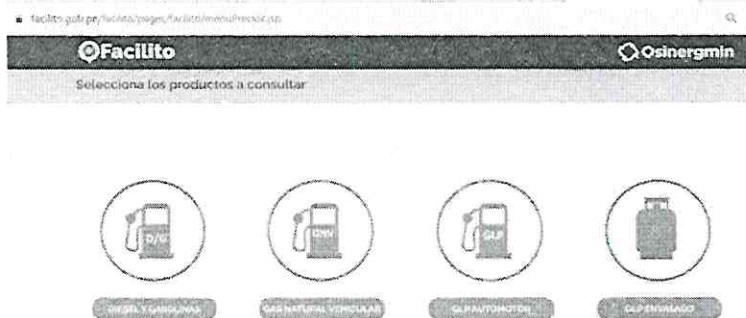 facilito.gob.pe/facilito/pages/facilito/menuPrecios.jsp
Facilito
Osinergmin
Selecciona los productos a consultar
D/G
GNV
GLP
DIESEL Y GASOLINAS
GAS NATURAL VEHICULAR
GLP AUTOMOTOR
GLP ENVASADO